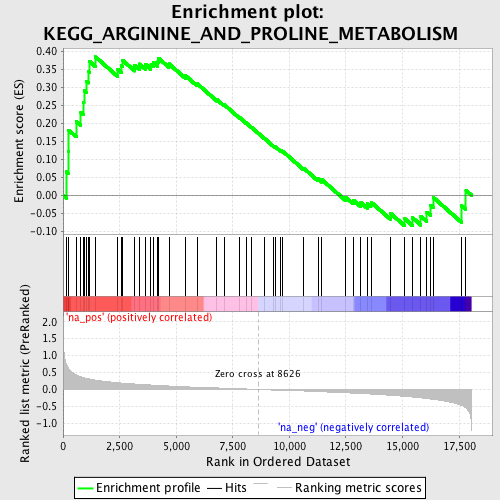 Enrichment plot:
KEGG_ARGININE_AND_PROLINE_METABOLISM
Enrichment score (ES)
0.40
0.35
0.30
0.25
0.20
0.15
0.10
0.05
0.00
-0.05
-0.10
'na_pos' (positively correlated)
Ranked list metric (PreRanked)
2.0
1.5
1.0
0.5
0.0
-0.5
-1.0
Zero cross at 8626
'na_neg' (negatively correlated)
0 2,500 5,000 7,500 10,000 12,500 15,000 17,500
Rank in Ordered Dataset
Enrichment profile Hits Ranking metric scores